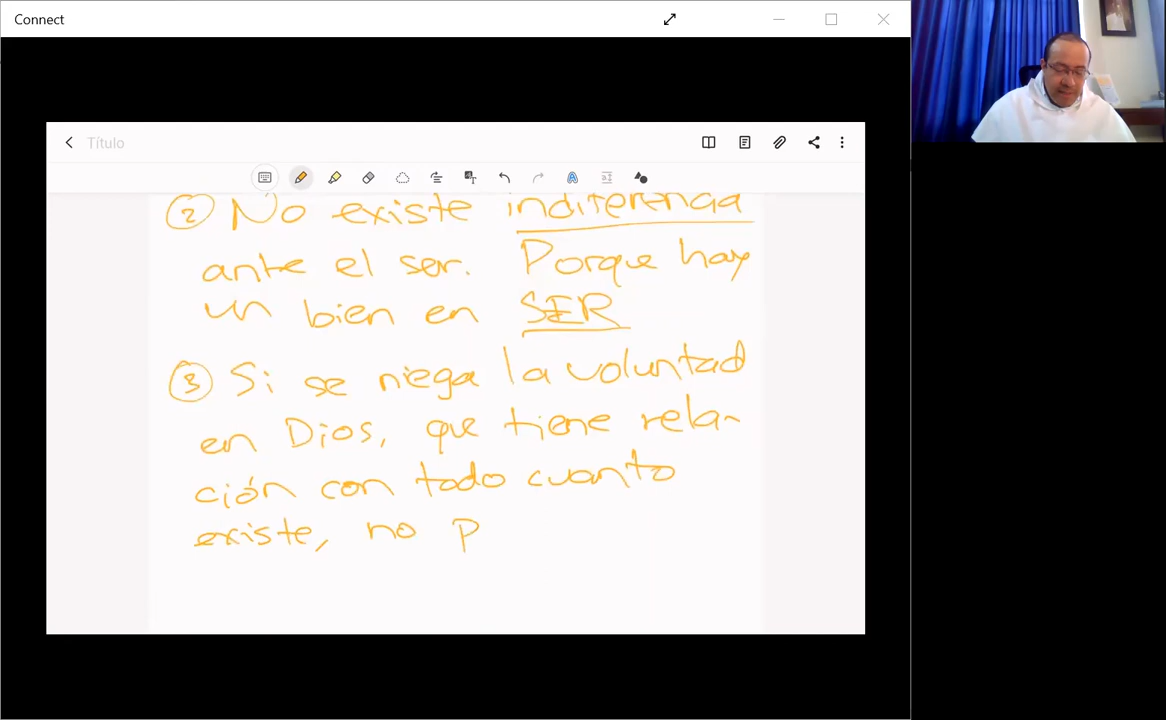 Connect
Título
② No existe indiferencia
ante el ser. Porque hay
un bien en SER
③ Si se niega la voluntad
en Dios, que tiene rela-
ción con todo cuanto
existe, no p